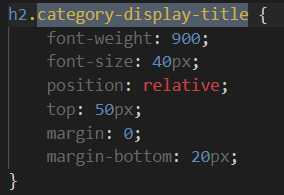 h2.category-display-title {
font-weight: 900;
font-size: 40px;
position: relative;
top: 50px;
margin: 0;
margin-bottom: 20px;
}